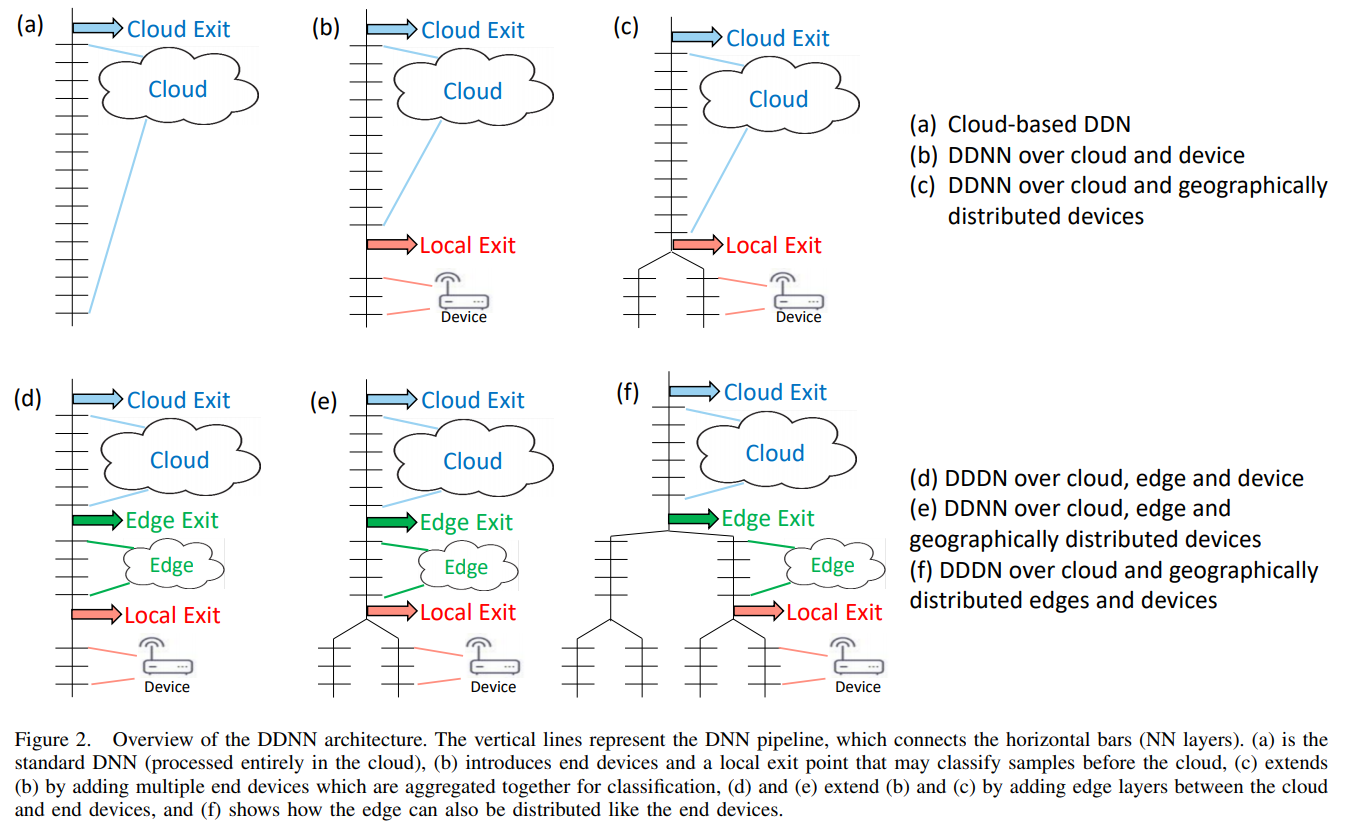 (a)
Cloud Exit
Cloud
(b)
Cloud Exit
Cloud
Local Exit
Device
(c)
Cloud Exit
Cloud
Local Exit
Device
(a) Cloud-based DDN
(b) DDNN over cloud and device
(c) DDNN over cloud and geographically
distributed devices
(d)
Cloud Exit
Cloud
Edge Exit
Edge
Local Exit
Device
(e)
Cloud Exit
Cloud
Edge Exit
Edge
Local Exit
Device
(f)
Cloud Exit
Cloud
Edge Exit
Edge
Local Exit
Device
(d) DDDN over cloud, edge and device
(e) DDNN over cloud, edge and
geographically distributed devices
(f) DDDN over cloud and geographically
distributed edges and devices
Figure 2. Overview of the DDNN architecture. The vertical lines represent the DNN pipeline, which connects the horizontal bars (NN layers). (a) is the
standard DNN (processed entirely in the cloud), (b) introduces end devices and a local exit point that may classify samples before the cloud, (c) extends
(b) by adding multiple end devices which are aggregated together for classification, (d) and (e) extend (b) and (c) by adding edge layers between the cloud
and end devices, and (f) shows how the edge can also be distributed like the end devices.